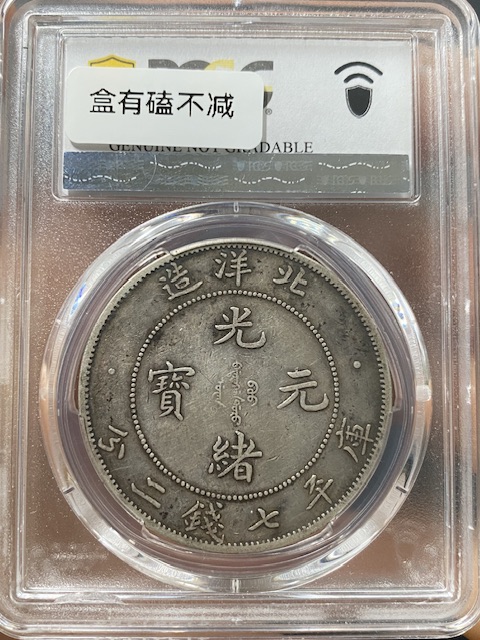 盒有磕不减
PCGS
GENUINE NOT GRADABLE
造洋北
光緒元寶
庫平七錢二分